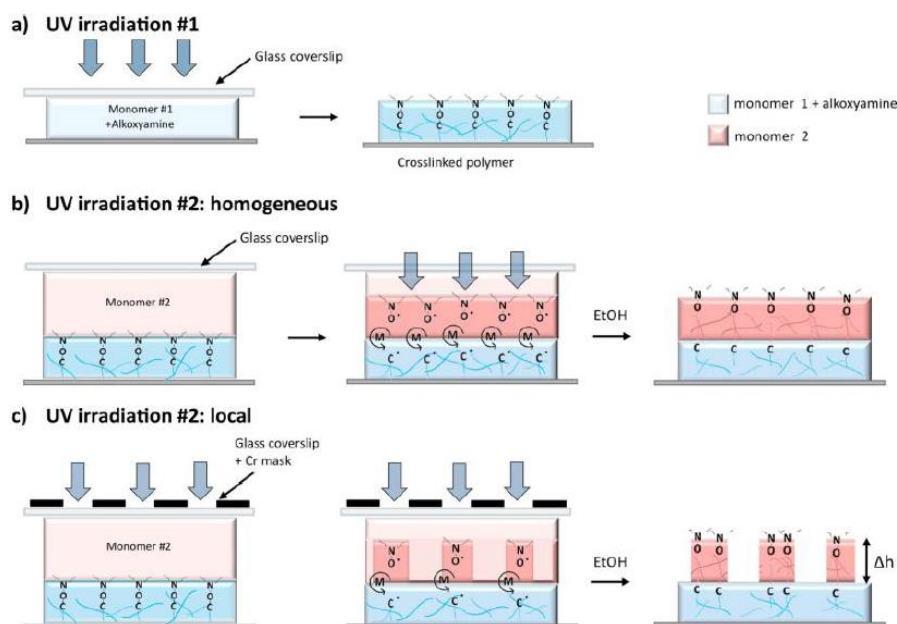 a) UV irradiation #1
Glass coverslip
Monomer #1
+Alkoxyamine
N N N N N
O O O O O
C C C C C
Crosslinked polymer
monomer 1 + alkoxyamine
monomer 2
b) UV irradiation #2: homogeneous
Glass coverslip
Monomer #2
N N N N N
O O O O O
C C C C C
N N N N N
O• O• O• O• O•
M M M M M
C• C• C• C• C•
EtOH
N N N N N
O O O O O
C C C C C
c) UV irradiation #2: local
Glass coverslip
+ Cr mask
Monomer #2
N N N N N
O O O O O
C C C C C
N N N
O• O• O•
M M M
C• C• C•
EtOH
N N N N
O O O O
C C C C C
Δh